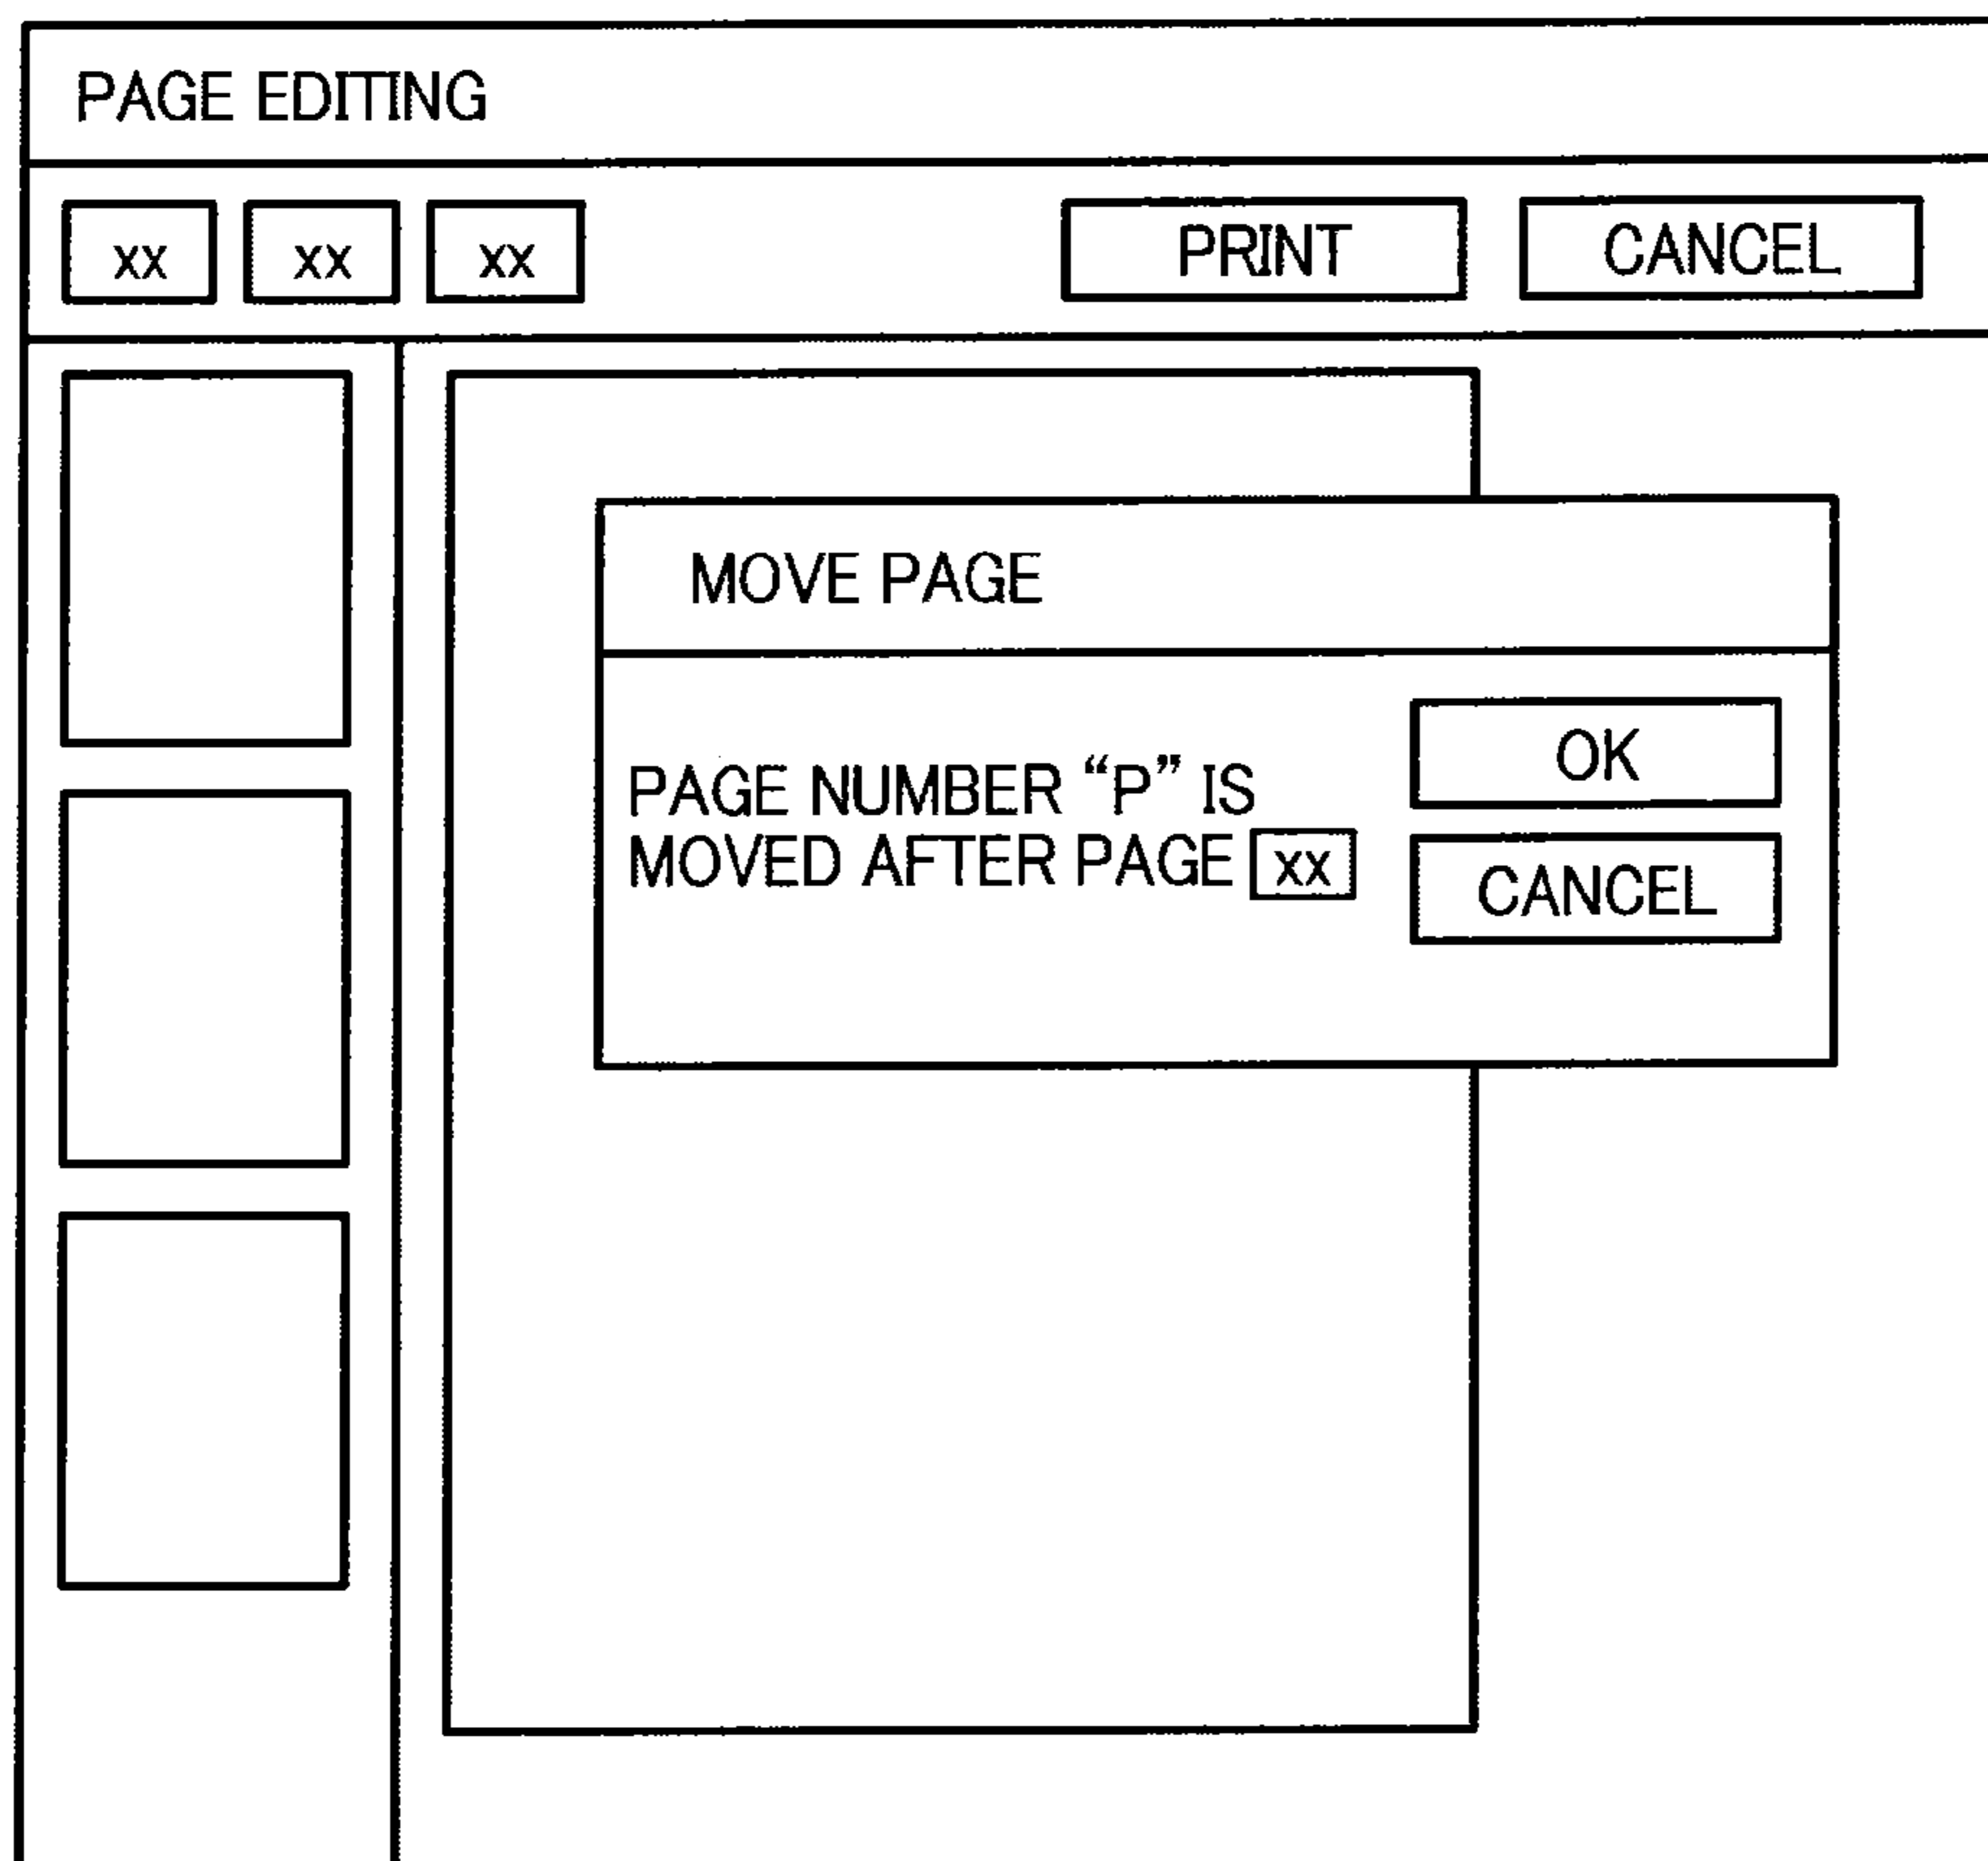 PAGE EDITING
xx xx xx PRINT CANCEL
MOVE PAGE
PAGE NUMBER “P” IS
MOVED AFTER PAGE xx
OK
CANCEL